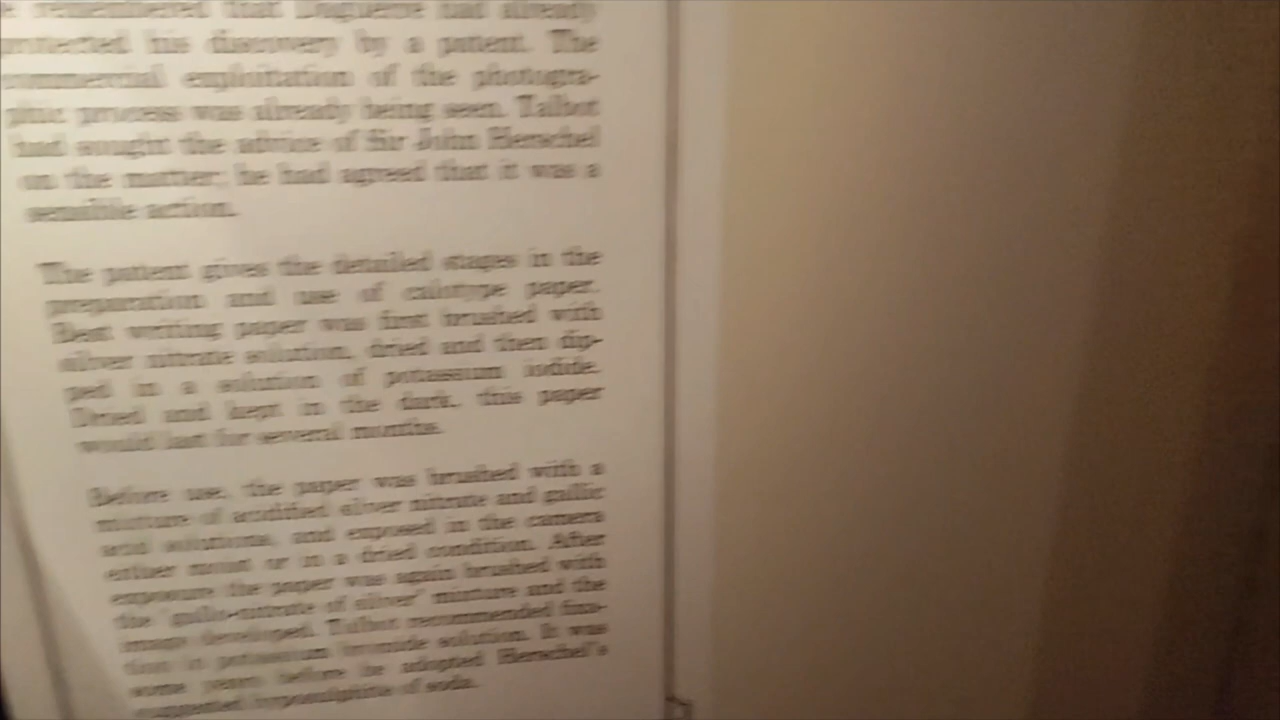 remembered that Daguerre had already
protected his discovery by a patent. The
commercial exploitation of the photogra-
phic process was already being seen. Talbot
had sought the advice of Sir John Herschel
on the matter; he had agreed that it was a
sensible action.
The patent gives the detailed stages in the
preparation and use of calotype paper.
Best writing paper was first brushed with
silver nitrate solution, dried and then dip-
ped in a solution of potassium iodide.
Dried and kept in the dark, this paper
would last for several months.
Before use, the paper was brushed with a
mixture of acidified silver nitrate and gallic
acid solutions, and exposed in the camera
either moist or in a dried condition. After
exposure the paper was again brushed with
the 'gallo-nitrate of silver' mixture and the
image developed. Talbot recommended fixa-
tion in potassium bromide solution. It was
some years before he adopted Herschel's
suggested hyposulphite of soda.